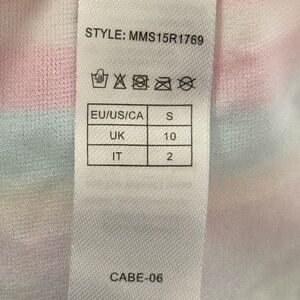 STYLE: MMS15R1769
EU/US/CA S
UK 10
IT 2
CABE-06